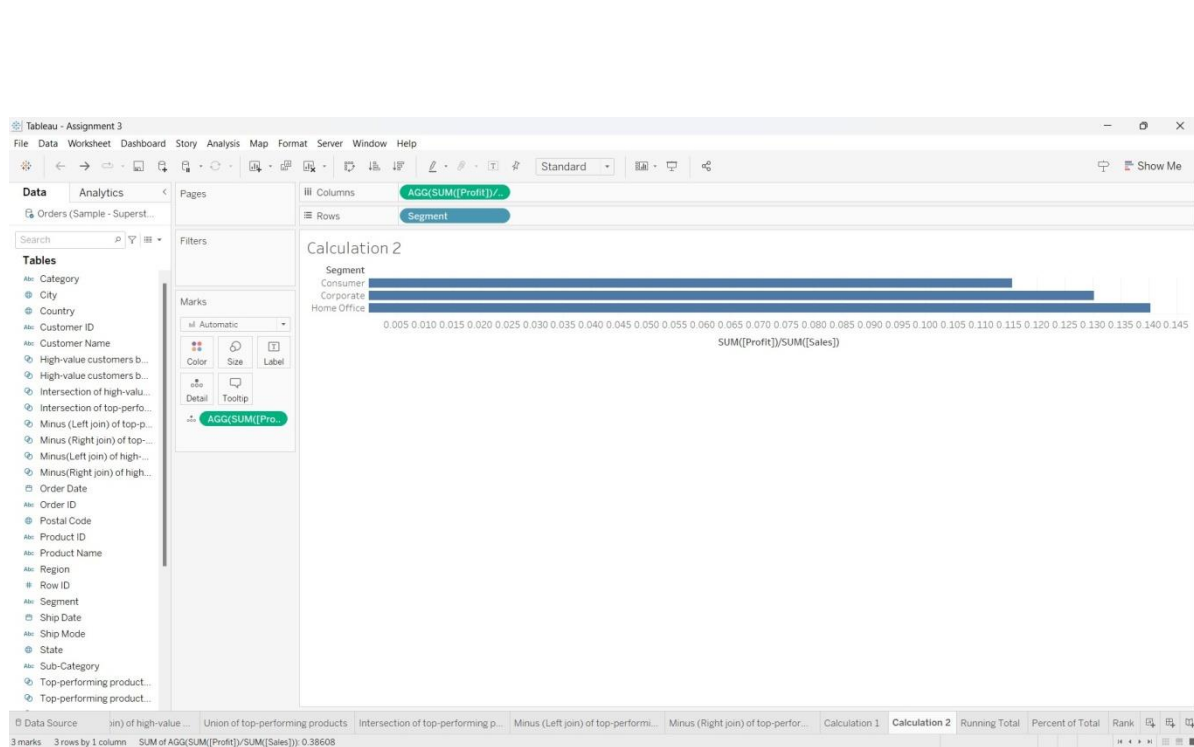 Tableau - Assignment 3
File Data Worksheet Dashboard Story Analysis Map Format Server Window Help
Standard
Show Me
Data Analytics
Orders (Sample - Superst...
Search
Tables
Abc Category
City
Country
Abc Customer ID
Abc Customer Name
High-value customers b...
High-value customers b...
Intersection of high-valu...
Intersection of top-perfo...
Minus (Left join) of top-p...
Minus (Right join) of top-...
Minus(Left join) of high-...
Minus(Right join) of high...
Order Date
Abc Order ID
Postal Code
Abc Product ID
Abc Product Name
Abc Region
# Row ID
Abc Segment
Ship Date
Abc Ship Mode
State
Abc Sub-Category
Top-performing product...
Top-performing product...
Pages
Filters
Marks
Automatic
Color Size Label
Detail Tooltip
AGG(SUM([Pro..
Columns AGG(SUM([Profit])/..
Rows Segment
Calculation 2
Segment
Consumer
Corporate
Home Office
0.005 0.010 0.015 0.020 0.025 0.030 0.035 0.040 0.045 0.050 0.055 0.060 0.065 0.070 0.075 0.080 0.085 0.090 0.095 0.100 0.105 0.110 0.115 0.120 0.125 0.130 0.135 0.140 0.145
SUM([Profit])/SUM([Sales])
Data Source oin) of high-value ... Union of top-performing products Intersection of top-performing p... Minus (Left join) of top-performi... Minus (Right join) of top-perfor... Calculation 1 Calculation 2 Running Total Percent of Total Rank
3 marks 3 rows by 1 column SUM of AGG(SUM([Profit])/SUM([Sales])): 0.38608